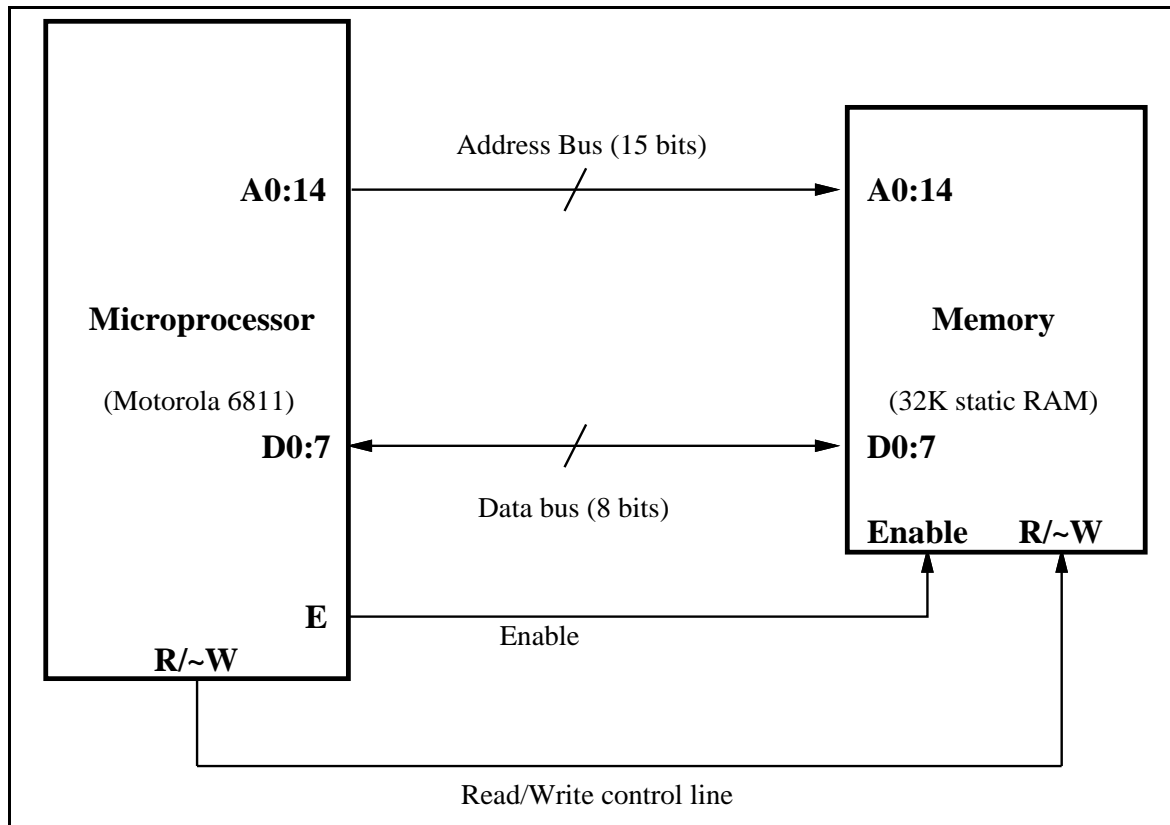 Address Bus (15 bits)
A0:14
A0:14
Microprocessor
Memory
(Motorola 6811)
(32K static RAM)
D0:7
D0:7
Data bus (8 bits)
Enable
R/~W
E
Enable
R/~W
Read/Write control line